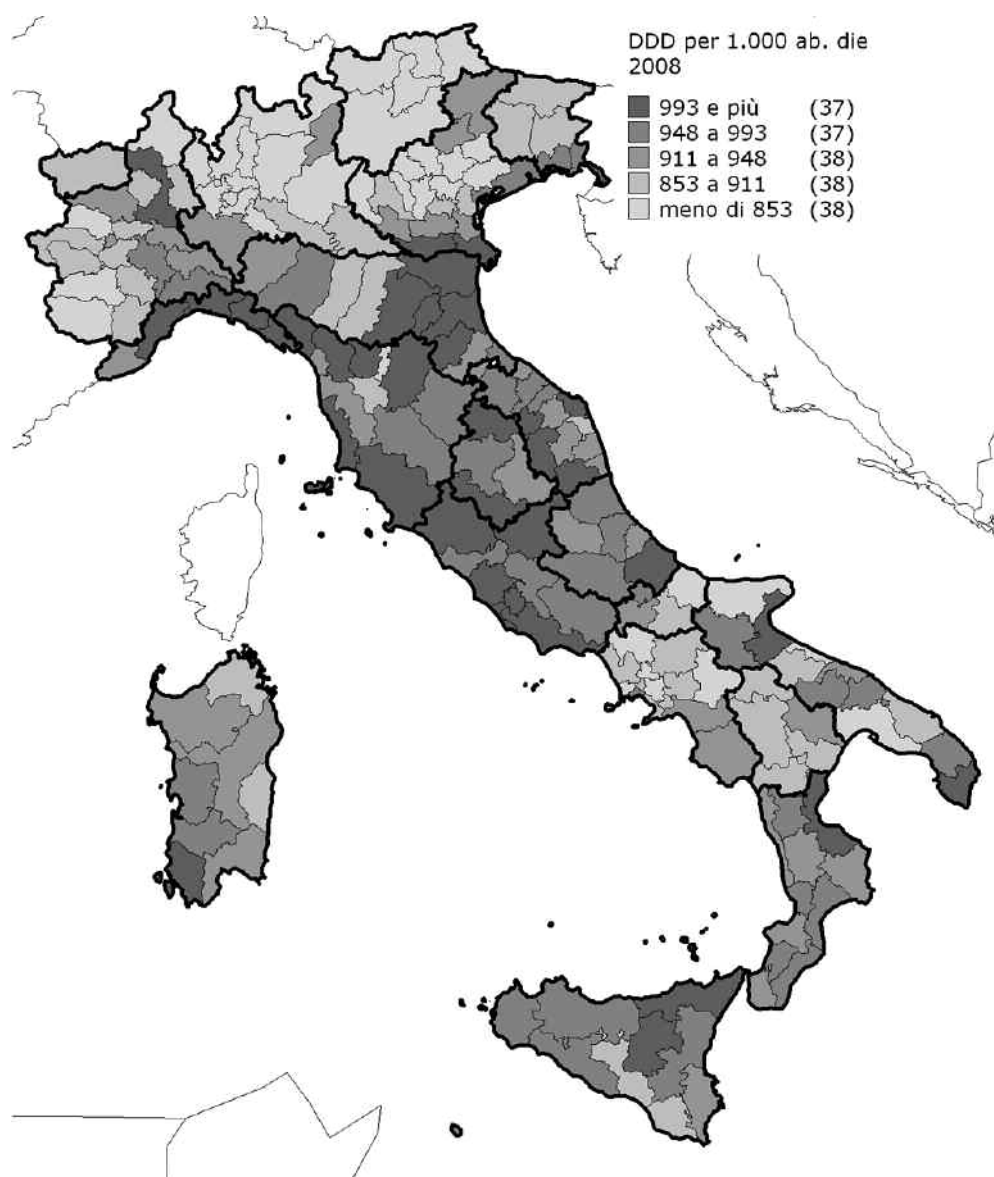 DDD per 1.000 ab. die
2008
993 e più (37)
948 a 993 (37)
911 a 948 (38)
853 a 911 (38)
meno di 853 (38)